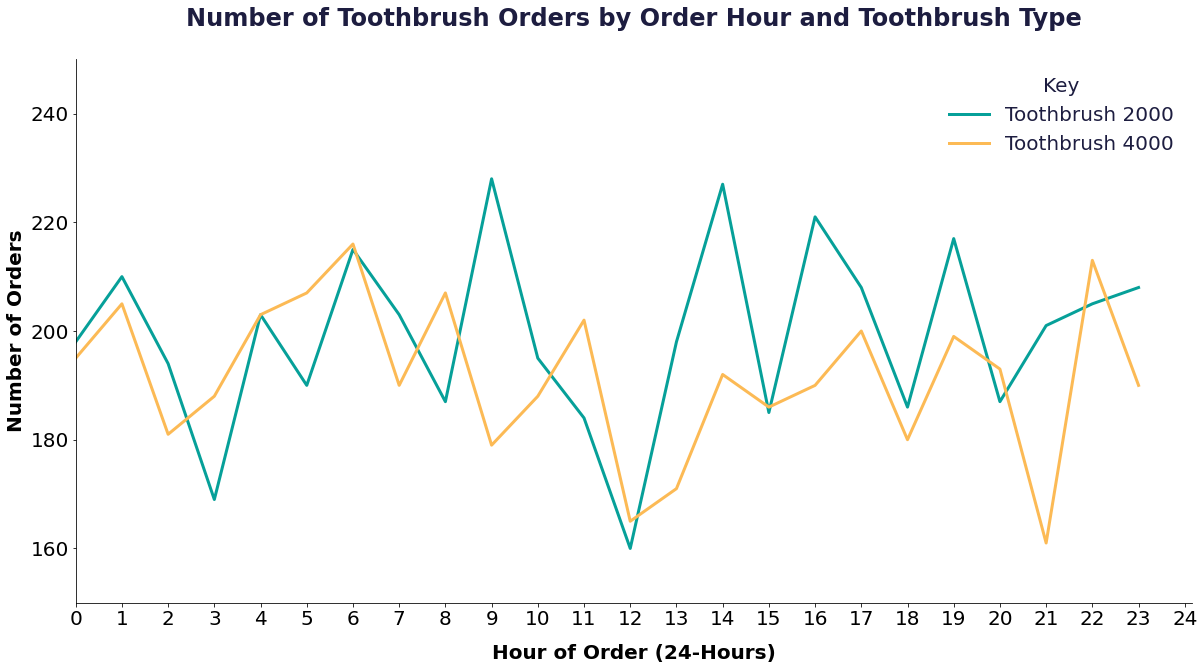 Number of Toothbrush Orders by Order Hour and Toothbrush Type
Key
Toothbrush 2000
Toothbrush 4000
Number of Orders
240
220
200
180
160
0 1 2 3 4 5 6 7 8 9 10 11 12 13 14 15 16 17 18 19 20 21 22 23 24
Hour of Order (24-Hours)